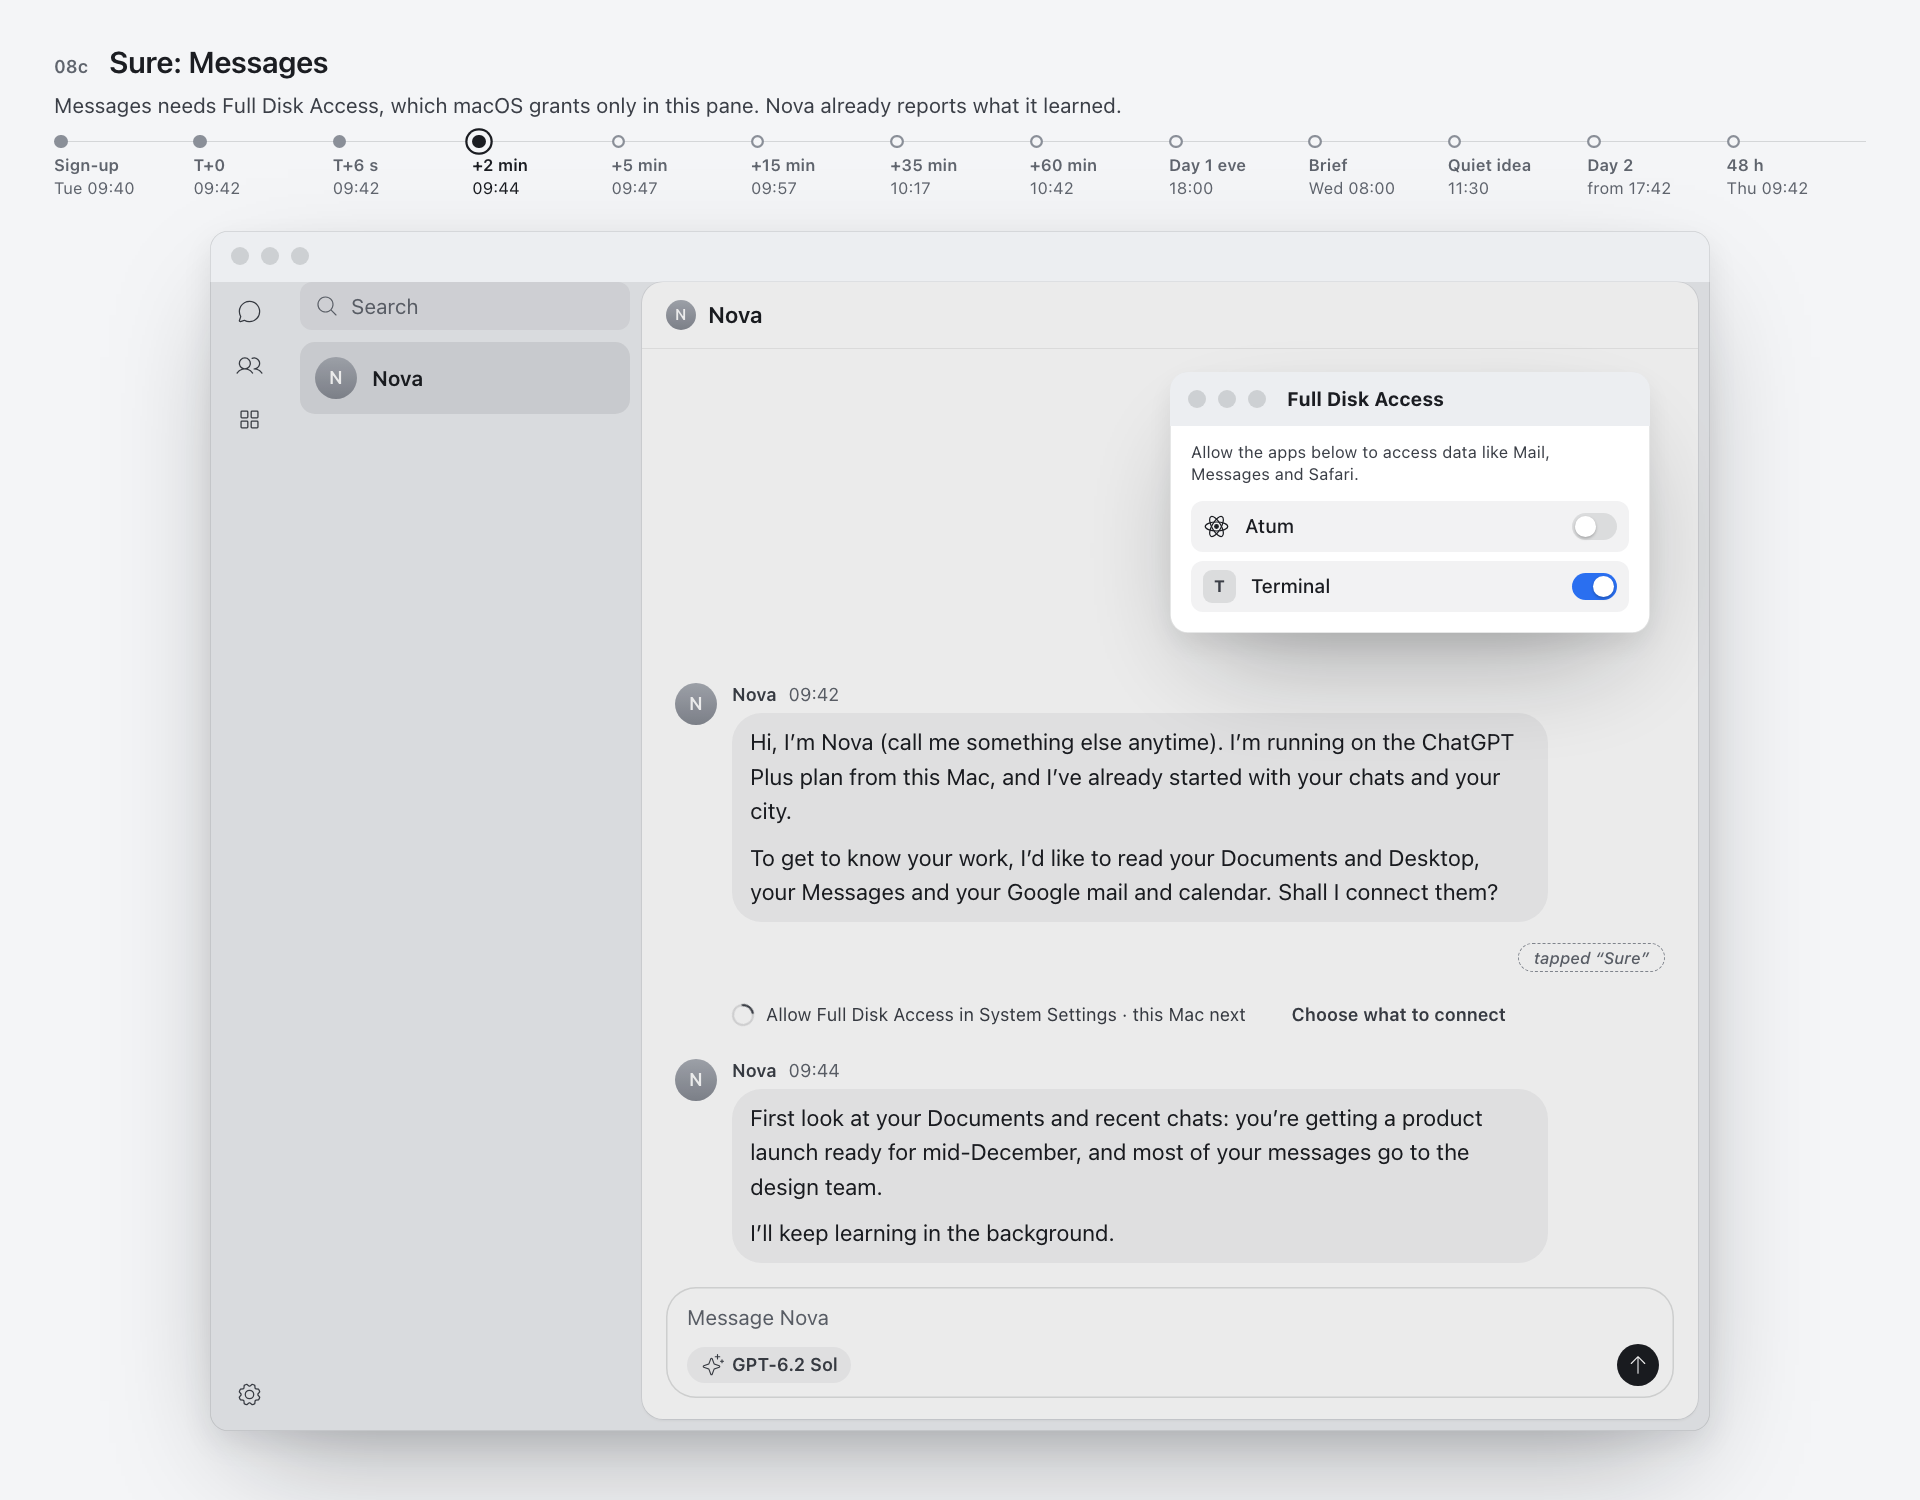 08c Sure: Messages
Messages needs Full Disk Access, which macOS grants only in this pane. Nova already reports what it learned.
Sign-up T+0 T+6 s +2 min +5 min +15 min +35 min +60 min Day 1 eve Brief Quiet idea Day 2 48 h
Tue 09:40 09:42 09:42 09:44 09:47 09:57 10:17 10:42 18:00 Wed 08:00 11:30 from 17:42 Thu 09:42
Search
N Nova
N Nova
Full Disk Access
Allow the apps below to access data like Mail,
Messages and Safari.
Atum
T Terminal
N Nova 09:42
Hi, I’m Nova (call me something else anytime). I’m running on the ChatGPT
Plus plan from this Mac, and I’ve already started with your chats and your
city.
To get to know your work, I’d like to read your Documents and Desktop,
your Messages and your Google mail and calendar. Shall I connect them?
tapped “Sure”
Allow Full Disk Access in System Settings · this Mac next Choose what to connect
N Nova 09:44
First look at your Documents and recent chats: you’re getting a product
launch ready for mid-December, and most of your messages go to the
design team.
I’ll keep learning in the background.
Message Nova
GPT-6.2 Sol